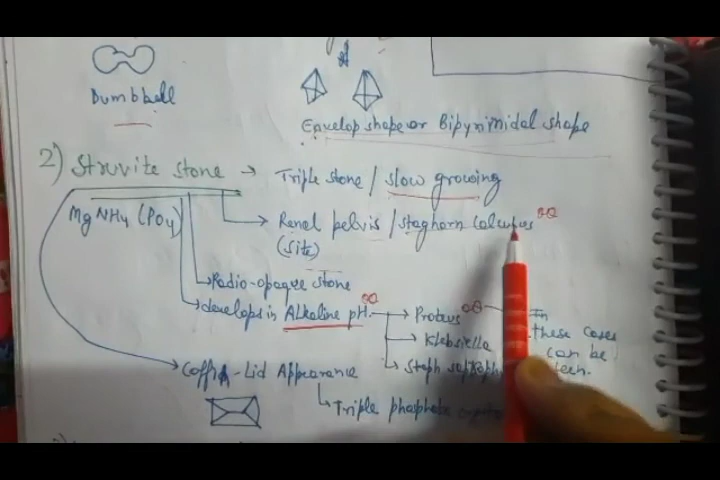 Dumbbell
Envelop shape or Bipyrimidal shape
2) Struvite stone → Triple stone / slow growing
MgNH4 (PO4)
Renal pelvis / staghorn calculus
(site)
Radio-opaque stone
develops in Alkaline pH. → Proteus
In
these cases
can be
seen.
Klebsiella
Staph
Coffin-Lid Appearance
Triple phosphate